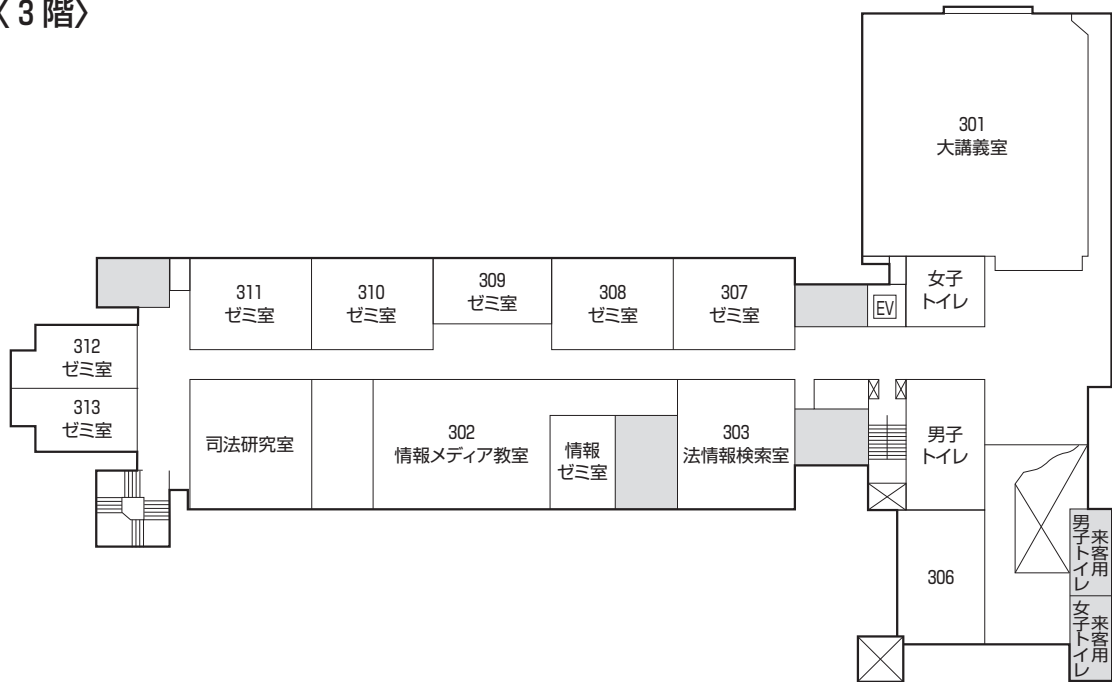 〈3階〉
301
大講義室
311
ゼミ室
310
ゼミ室
309
ゼミ室
308
ゼミ室
307
ゼミ室
EV
女子
トイレ
312
ゼミ室
313
ゼミ室
司法研究室
302
情報メディア教室
情報
ゼミ室
303
法情報検索室
男子
トイレ
306
来客用
男子トイレ
来客用
女子トイレ